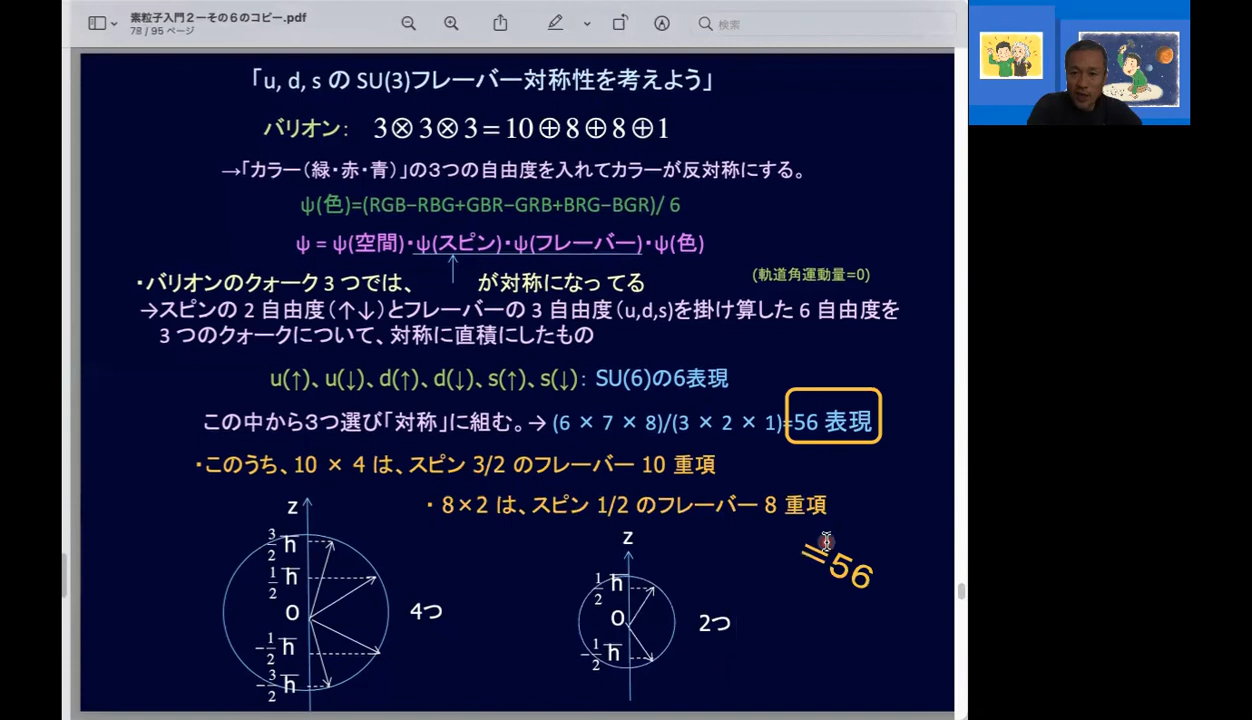 素粒子入門２ーその６のコピー.pdf
78 / 95 ページ
検索
「u, d, s の SU(3)フレーバー対称性を考えよう」
バリオン： 3⊗3⊗3＝10⊕8⊕8⊕1
→「カラー（緑・赤・青）」の３つの自由度を入れてカラーが反対称にする。
ψ(色)=(RGB−RBG+GBR−GRB+BRG−BGR)/ 6
ψ = ψ(空間)・ψ(スピン)・ψ(フレーバー)・ψ(色)
・バリオンのクォーク 3 つでは、 が対称になってる
(軌道角運動量=0)
→スピンの 2 自由度（↑↓）とフレーバーの 3 自由度（u,d,s)を掛け算した 6 自由度を
3 つのクォークについて、対称に直積にしたもの
u(↑)、u(↓)、d(↑)、d(↓)、s(↑)、s(↓)： SU(6)の6表現
この中から３つ選び「対称」に組む。→ (6 × 7 × 8)/(3 × 2 × 1)=56 表現
・このうち、10 × 4 は、スピン 3/2 のフレーバー 10 重項
・ 8×2 は、スピン 1/2 のフレーバー 8 重項
=56
z
3/2 ħ
1/2 ħ
0
-1/2 ħ
-3/2 ħ
4つ
z
1/2 ħ
0
-1/2 ħ
2つ